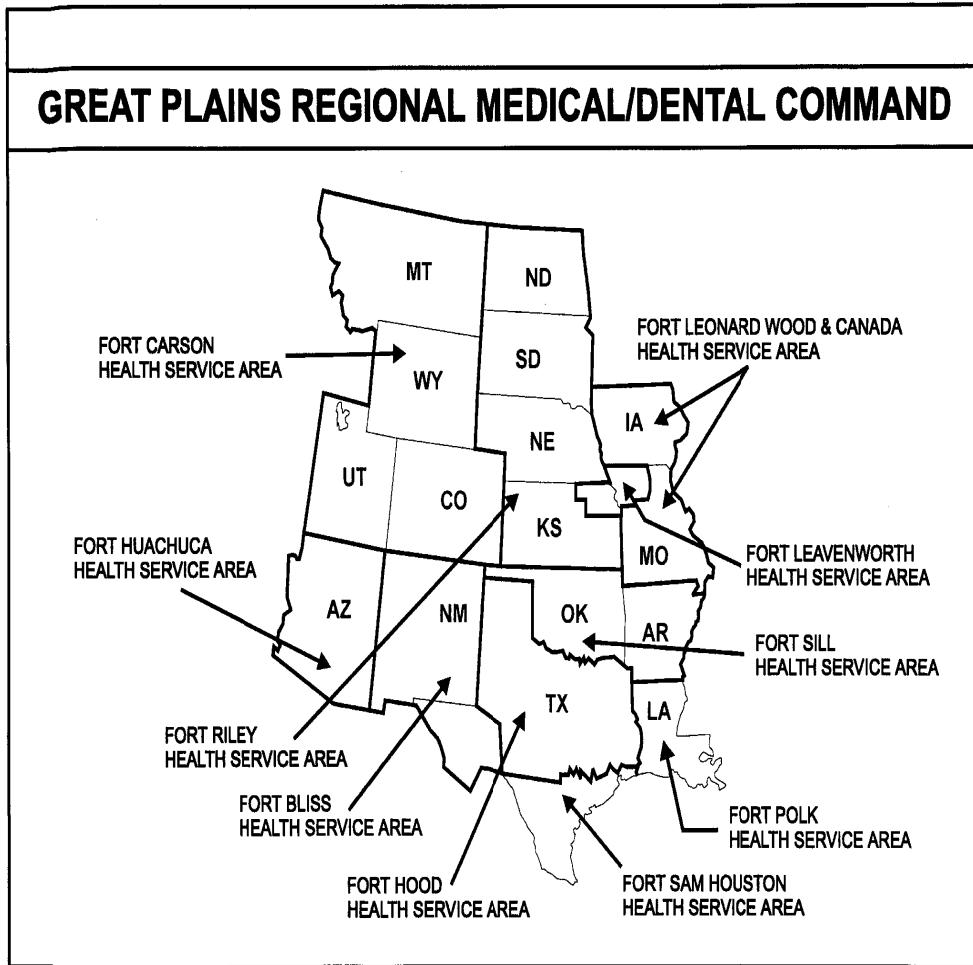 GREAT PLAINS REGIONAL MEDICAL/DENTAL COMMAND
MT
ND
FORT LEONARD WOOD & CANADA
HEALTH SERVICE AREA
FORT CARSON
HEALTH SERVICE AREA
WY
SD
IA
NE
UT
CO
KS
MO
FORT HUACHUCA
HEALTH SERVICE AREA
FORT LEAVENWORTH
HEALTH SERVICE AREA
AZ
NM
OK
AR
FORT SILL
HEALTH SERVICE AREA
TX
LA
FORT RILEY
HEALTH SERVICE AREA
FORT BLISS
HEALTH SERVICE AREA
FORT POLK
HEALTH SERVICE AREA
FORT HOOD
HEALTH SERVICE AREA
FORT SAM HOUSTON
HEALTH SERVICE AREA